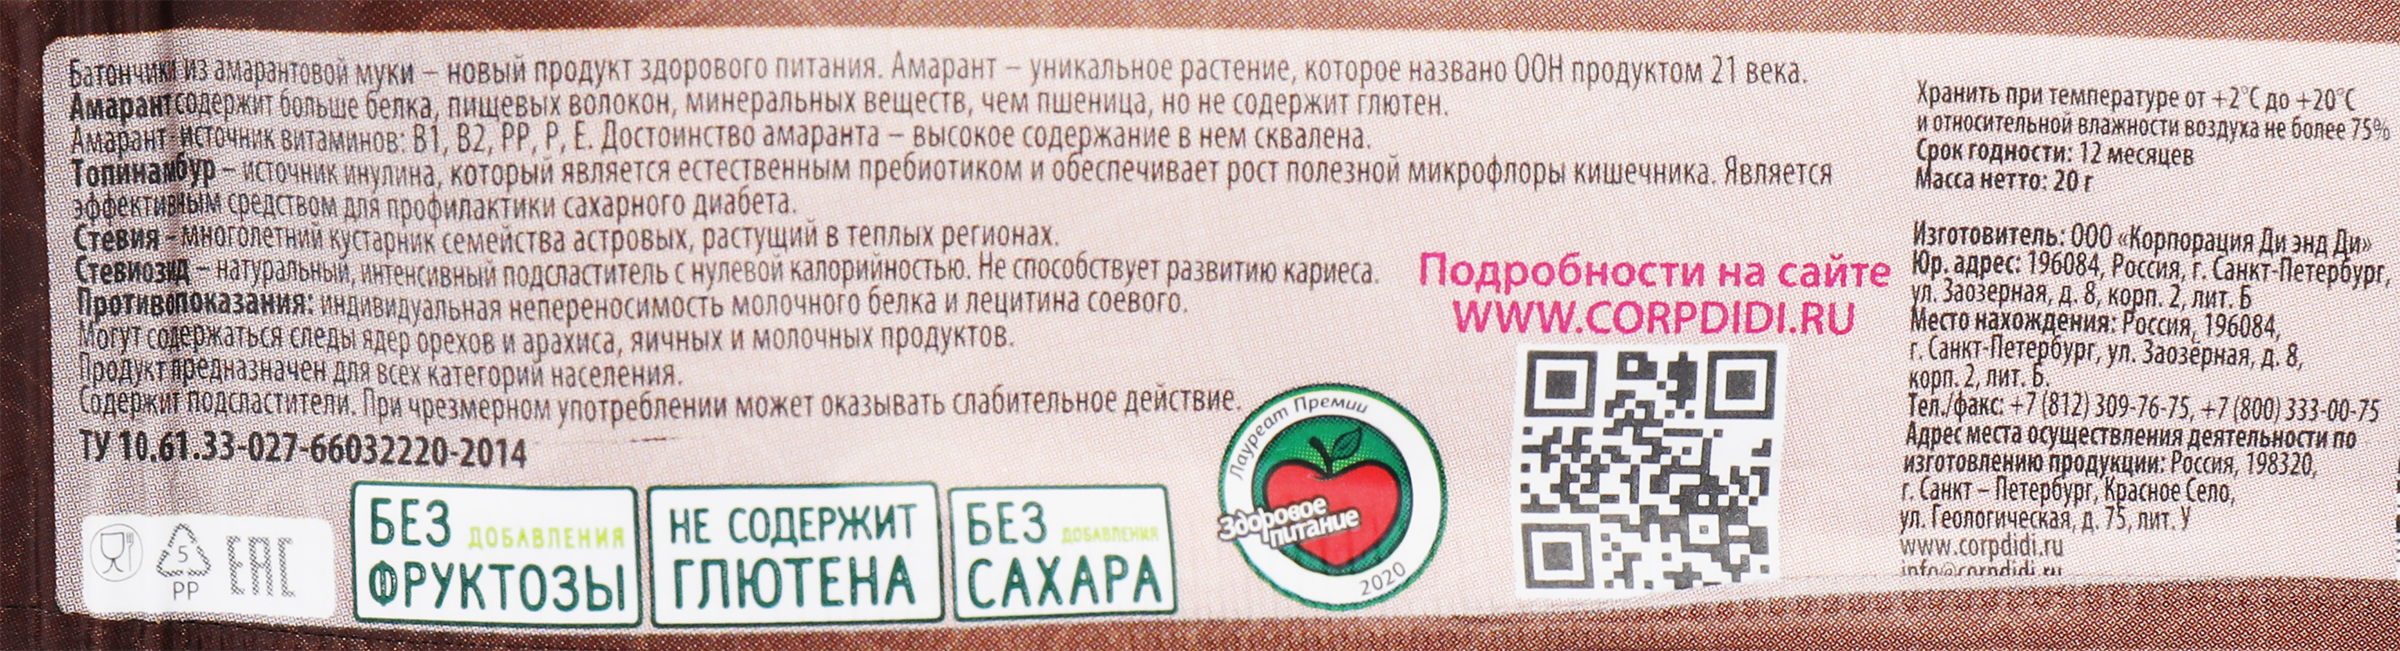 Батончики из амарантовой муки – новый продукт здорового питания. Амарант – уникальное растение, которое названо ООН продуктом 21 века.
Амарант содержит больше белка, пищевых волокон, минеральных веществ, чем пшеница, но не содержит глютен.
Амарант - источник витаминов: В1, В2, РР, Р, Е. Достоинство амаранта – высокое содержание в нем сквалена.
Топинамбур – источник инулина, который является естественным пребиотиком и обеспечивает рост полезной микрофлоры кишечника. Является
эффективным средством для профилактики сахарного диабета.
Стевия - многолетний кустарник семейства астровых, растущий в теплых регионах.
Стевиозид – натуральный, интенсивный подсластитель с нулевой калорийностью. Не способствует развитию кариеса.
Противопоказания: индивидуальная непереносимость молочного белка и лецитина соевого.
Могут содержаться следы ядер орехов и арахиса, яичных и молочных продуктов.
Продукт предназначен для всех категорий населения.
Содержит подсластители. При чрезмерном употреблении может оказывать слабительное действие.
ТУ 10.61.33-027-66032220-2014
5
PP
EAC
БЕЗ ДОБАВЛЕНИЯ
ФРУКТОЗЫ
НЕ СОДЕРЖИТ
ГЛЮТЕНА
БЕЗ ДОБАВЛЕНИЯ
САХАРА
Лауреат Премии
Здоровое
питание
2020
Подробности на сайте
WWW.CORPDIDI.RU
Хранить при температуре от +2°С до +20°С
и относительной влажности воздуха не более 75%
Срок годности: 12 месяцев
Масса нетто: 20 г
Изготовитель: ООО «Корпорация Ди энд Ди»
Юр. адрес: 196084, Россия, г. Санкт-Петербург,
ул. Заозерная, д. 8, корп. 2, лит. Б
Место нахождения: Россия, 196084,
г. Санкт-Петербург, ул. Заозёрная, д. 8,
корп. 2, лит. Б.
Тел./факс: +7 (812) 309-76-75, +7 (800) 333-00-75
Адрес места осуществления деятельности по
изготовлению продукции: Россия, 198320,
г. Санкт – Петербург, Красное Село,
ул. Геологическая, д. 75, лит. У
www.corpdidi.ru
info@corpdidi.ru